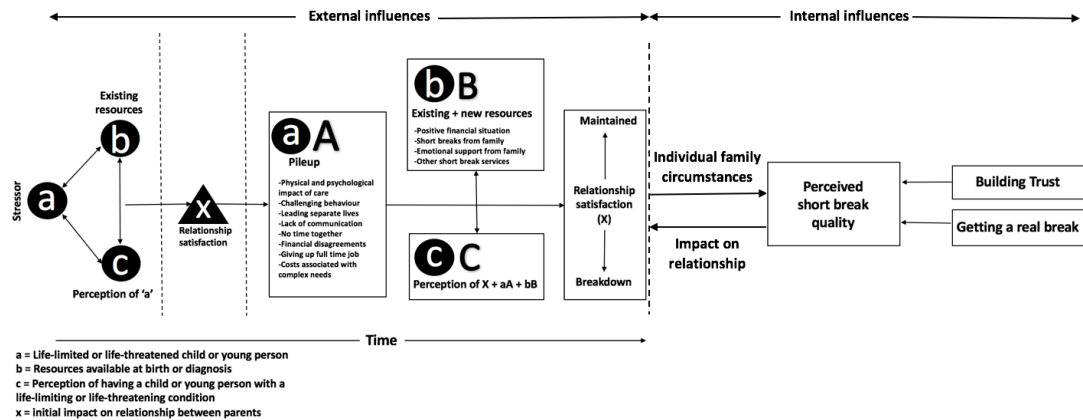 External influences
Internal influences
Existing
resources
b
Stressor
a
c
Perception of ‘a’
x
Relationship
satisfaction
a A
Pileup
-Physical and psychological
impact of care
-Challenging behaviour
-Leading separate lives
-Lack of communication
-No time together
-Financial disagreements
-Giving up full time job
-Costs associated with
complex needs
b B
Existing + new resources
-Positive financial situation
-Short breaks from family
-Emotional support from family
-Other short break services
c C
Perception of X + aA + bB
Maintained
Relationship
satisfaction
(X)
Breakdown
Individual family
circumstances
Impact on
relationship
Perceived
short break
quality
Building Trust
Getting a real break
Time
a = Life-limited or life-threatened child or young person
b = Resources available at birth or diagnosis
c = Perception of having a child or young person with a
life-limiting or life-threatening condition
x = initial impact on relationship between parents